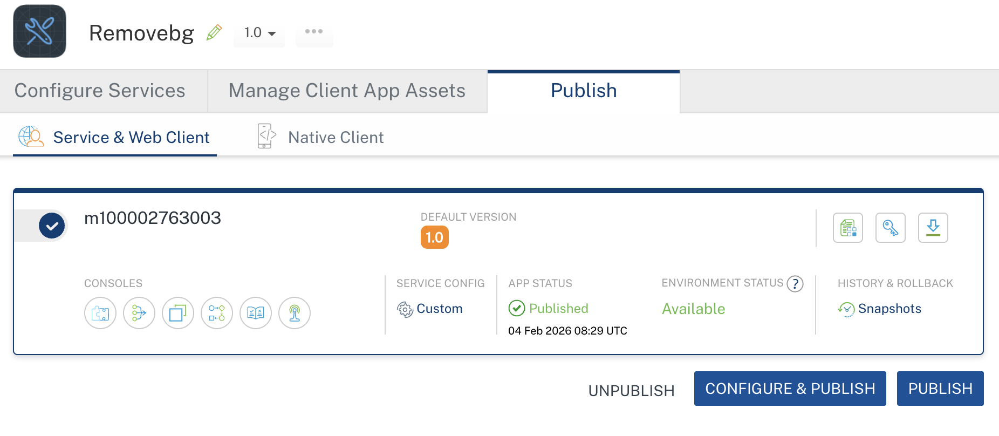 Removebg
1.0
Configure Services
Manage Client App Assets
Publish
Service & Web Client
Native Client
m100002763003
DEFAULT VERSION
1.0
CONSOLES
SERVICE CONFIG
Custom
APP STATUS
Published
04 Feb 2026 08:29 UTC
ENVIRONMENT STATUS ?
Available
HISTORY & ROLLBACK
Snapshots
UNPUBLISH
CONFIGURE & PUBLISH
PUBLISH